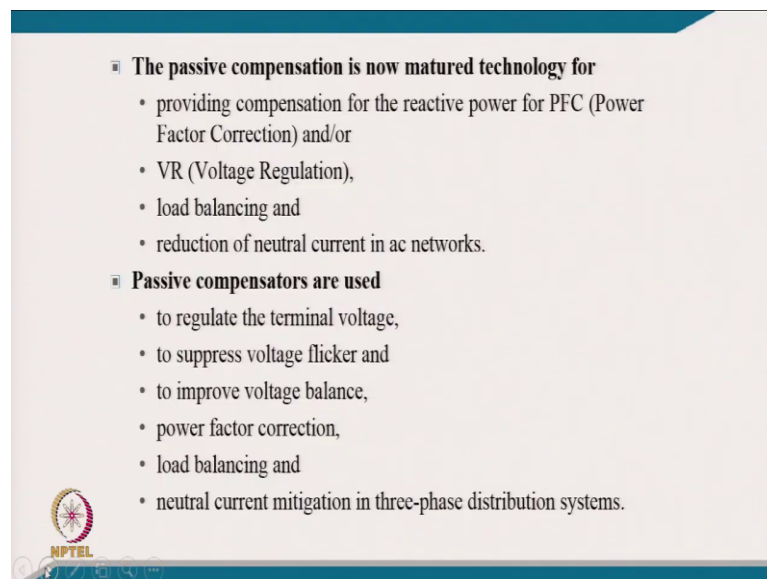 The passive compensation is now matured technology for
• providing compensation for the reactive power for PFC (Power
Factor Correction) and/or
• VR (Voltage Regulation),
• load balancing and
• reduction of neutral current in ac networks.
Passive compensators are used
• to regulate the terminal voltage,
• to suppress voltage flicker and
• to improve voltage balance,
• power factor correction,
• load balancing and
• neutral current mitigation in three-phase distribution systems.
NPTEL